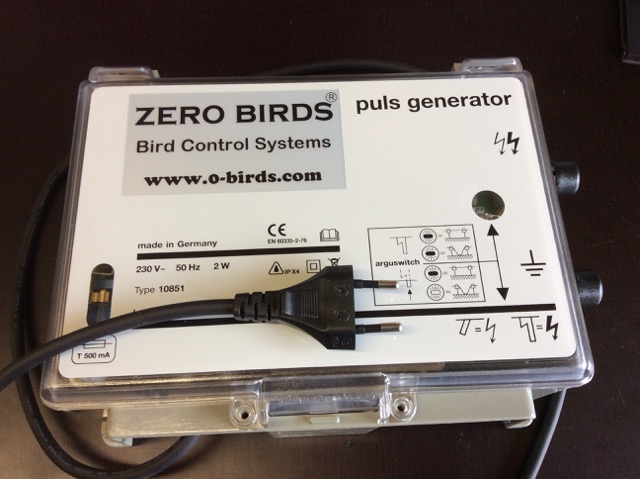 ZERO BIRDS®
puls generator
Bird Control Systems
www.o-birds.com
CE
EN 60335-2-76
made in Germany
230 V~ 50 Hz 2 W
IP X4
Type 10851
arguswitch
T 500 mA